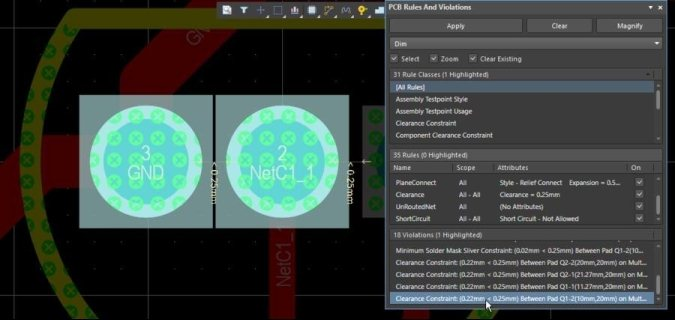 PCB Rules And Violations
Apply
Clear
Magnify
Dim
Select
Zoom
Clear Existing
31 Rule Classes (1 Highlighted)
[All Rules]
Assembly Testpoint Style
Assembly Testpoint Usage
Clearance Constraint
Component Clearance Constraint
35 Rules (0 Highlighted)
Name Scope Attributes On
PlaneConnect All Style - Relief Connect Expansion = 0.5...
Clearance All - All Clearance = 0.25mm
UnRoutedNet All (No Attributes)
ShortCircuit All - All Short Circuit - Not Allowed
18 Violations (1 Highlighted)
Minimum Solder Mask Sliver Constraint: (0.02mm < 0.25mm) Between Pad Q1-2(10...
Clearance Constraint: (0.22mm < 0.25mm) Between Pad Q2-2(20mm,20mm) on Mult...
Clearance Constraint: (0.22mm < 0.25mm) Between Pad Q2-1(21.27mm,20mm) on M...
Clearance Constraint: (0.22mm < 0.25mm) Between Pad Q1-1(11.27mm,20mm) on M...
Clearance Constraint: (0.22mm < 0.25mm) Between Pad Q1-2(10mm,20mm) on Mult...
GND
3
GND
< 0.25mm
2
NetC1_1
< 0.25mm
NetC1_1